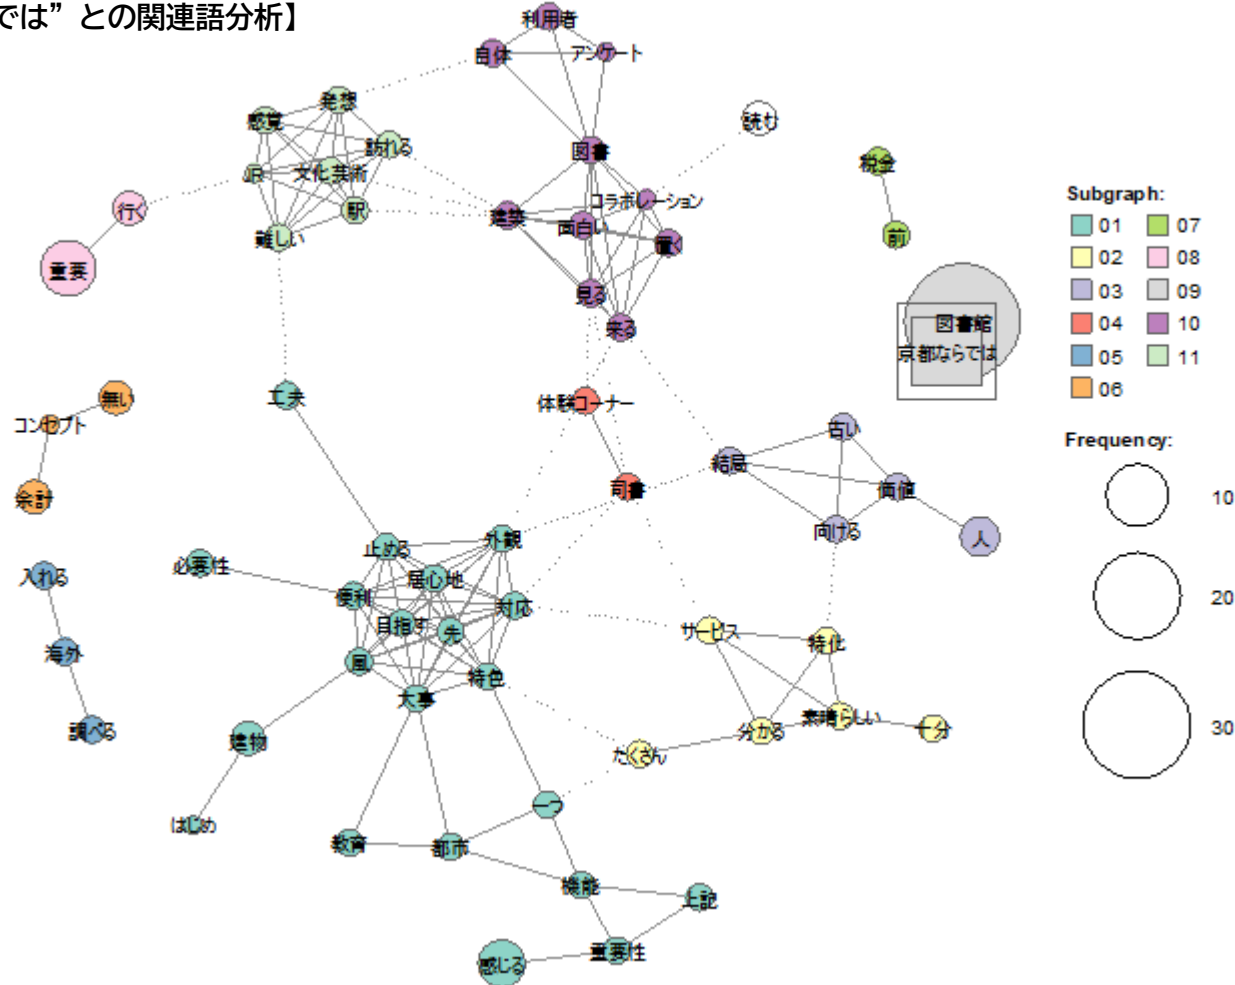 では”との関連語分析】
利用者
自体
アンケート
発想
感覚
訪れる
JR
文化芸術
駅
難しい
行く
重要
読む
図書
コラボレーション
建築
面白い
置く
見る
来る
税金
前
図書館
京都ならでは
工夫
無い
コンセプト
余計
体験コーナー
司書
古い
結局
価値
向ける
人
止める
外観
必要性
居心地
便利
対応
目指す
先
風
特色
大事
入れる
海外
調べる
建物
はじめ
サービス
特化
素晴らしい
分かる
十分
たくさん
一つ
教育
都市
機能
上記
重要性
感じる
Subgraph:
01 07
02 08
03 09
04 10
05 11
06
Frequency:
10
20
30